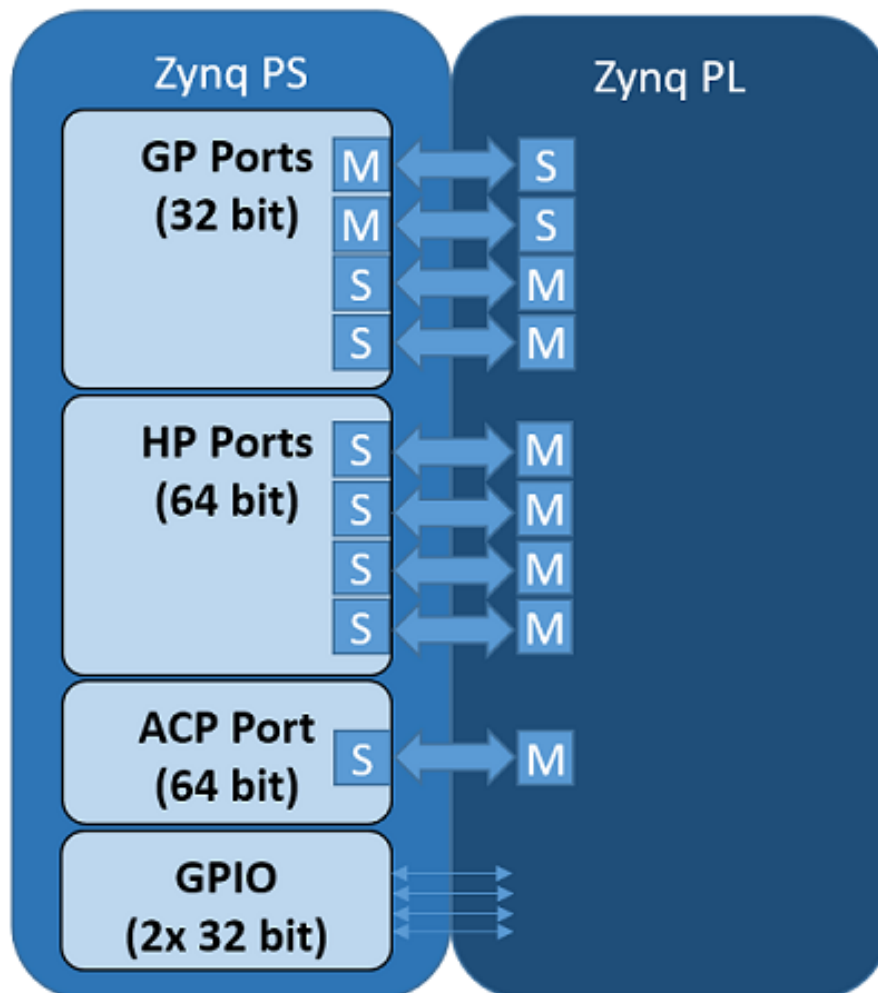 Zynq PS
Zynq PL
GP Ports
(32 bit)
M S
M S
S M
S M
HP Ports
(64 bit)
S M
S M
S M
S M
ACP Port
(64 bit)
S M
GPIO
(2x 32 bit)